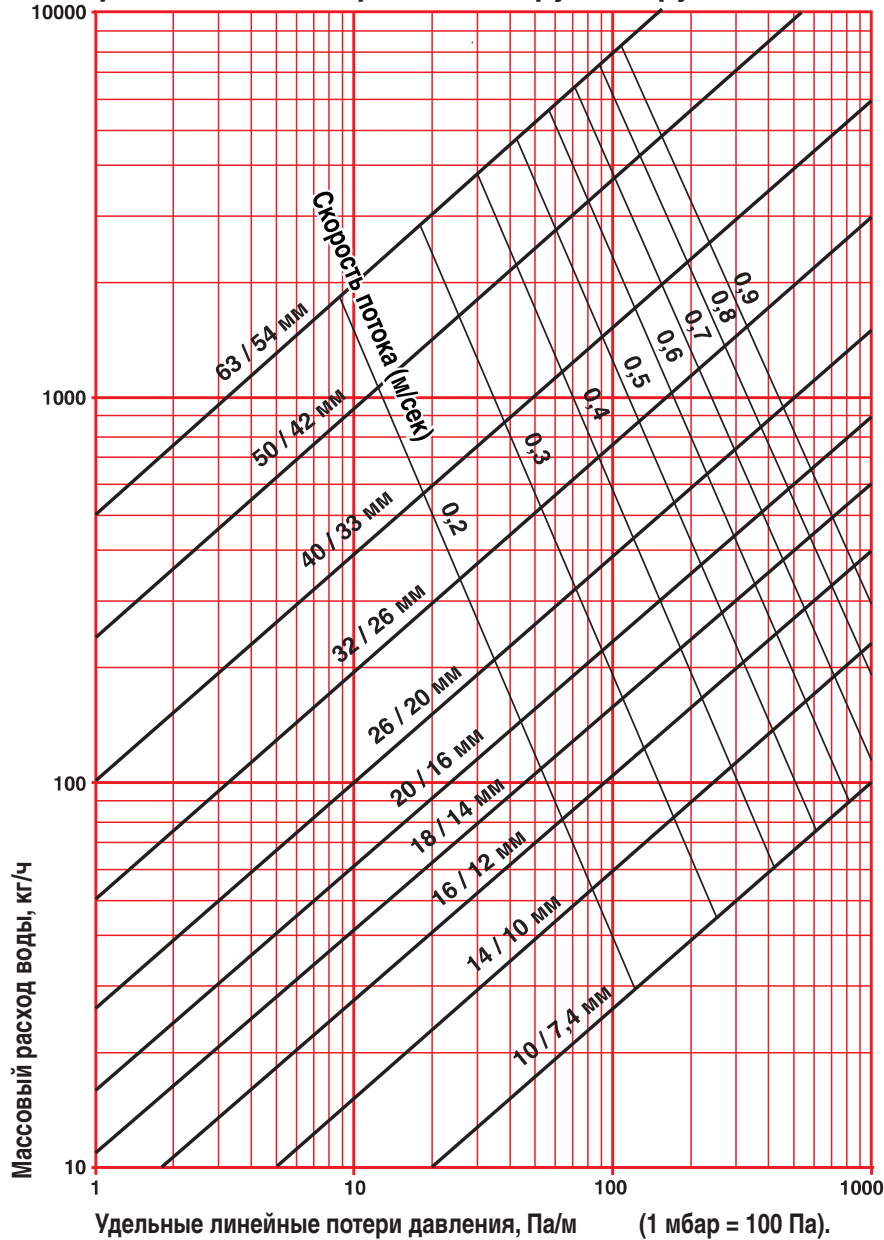 10000
Скорость потока (м/сек)
63 / 54 мм
0,9
0,8
0,7
0,6
0,5
0,4
1000
50 / 42 мм
0,3
40 / 33 мм
0,2
32 / 26 мм
26 / 20 мм
20 / 16 мм
100
18 / 14 мм
16 / 12 мм
14 / 10 мм
10 / 7,4 мм
Массовый расход воды, кг/ч
10
1
10
100
1000
Удельные линейные потери давления, Па/м (1 мбар = 100 Па).